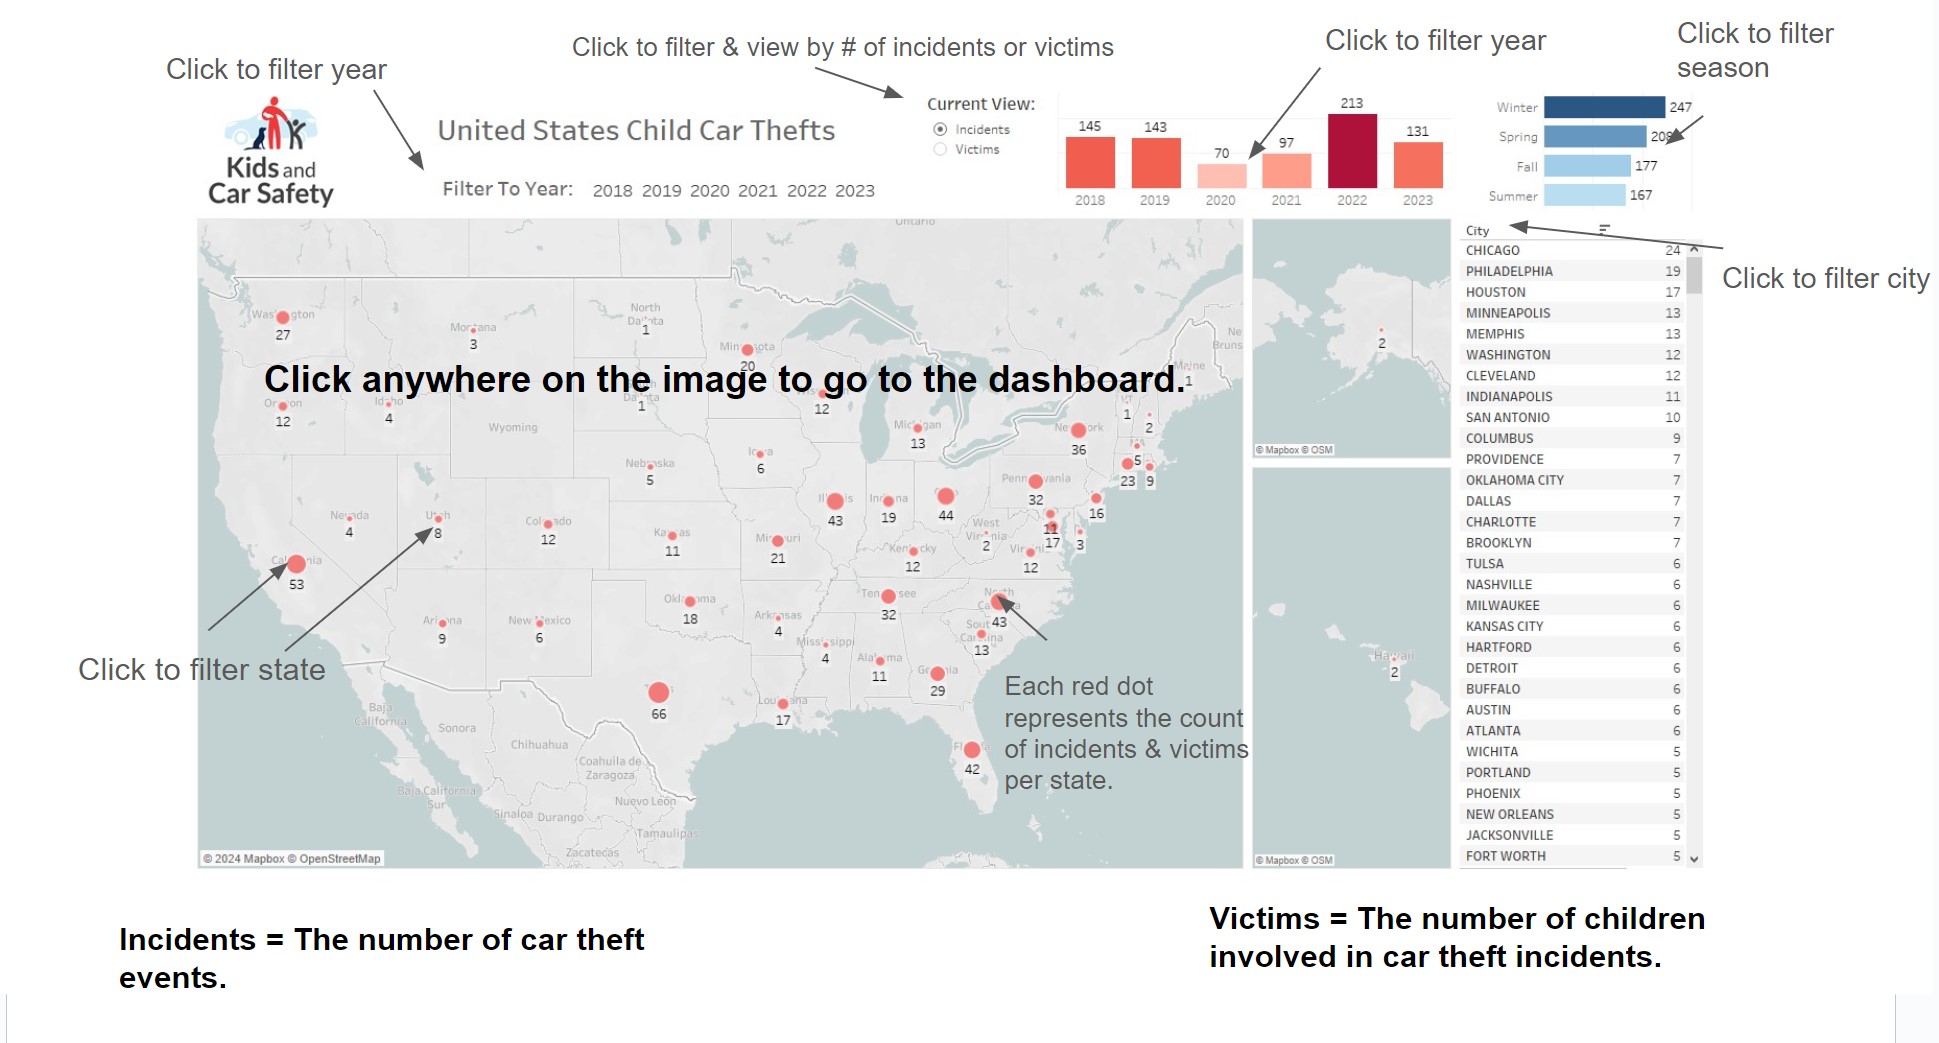 Click to filter year
Click to filter & view by # of incidents or victims
Click to filter year
Click to filter
season
Kids and
Car Safety
United States Child Car Thefts
Filter To Year: 2018 2019 2020 2021 2022 2023
Current View:
Incidents
Victims
145 143 70 97 213 131
2018 2019 2020 2021 2022 2023
Winter 247
Spring 208
Fall 177
Summer 167
Click to filter city
City
CHICAGO 24
PHILADELPHIA 19
HOUSTON 17
MINNEAPOLIS 13
MEMPHIS 13
WASHINGTON 12
CLEVELAND 12
INDIANAPOLIS 11
SAN ANTONIO 10
COLUMBUS 9
PROVIDENCE 7
OKLAHOMA CITY 7
DALLAS 7
CHARLOTTE 7
BROOKLYN 7
TULSA 6
NASHVILLE 6
MILWAUKEE 6
KANSAS CITY 6
HARTFORD 6
DETROIT 6
BUFFALO 6
AUSTIN 6
ATLANTA 6
WICHITA 5
PORTLAND 5
PHOENIX 5
NEW ORLEANS 5
JACKSONVILLE 5
FORT WORTH 5
Ontario
Washington
27
Montana
3
North
Dakota
1
Minnesota
20
Click anywhere on the image to go to the dashboard.
Maine
1
Ne
Bruns
Oregon
12
Idaho
4
Wyoming
Dakota
1
12
Michigan
13
New York
36
VT
1
2
MA
5
23
9
Nebraska
5
Iowa
6
Illinois
43
Indiana
19
44
Pennsylvania
32
16
11
17
3
Nevada
4
Utah
8
Colorado
12
Kansas
11
Missouri
21
Kentucky
12
West
Virginia
2
Virginia
12
California
53
Arizona
9
New Mexico
6
Oklahoma
18
Arkansas
4
Tennessee
32
North
Carolina
43
South
Carolina
13
Mississippi
4
Alabama
11
Georgia
29
66
Louisiana
17
Florida
42
Click to filter state
Each red dot
represents the count
of incidents & victims
per state.
Baja
California
Sonora
Chihuahua
Coahuila de
Zaragoza
Baja California
Sur
Nuevo León
Sinaloa
Durango
Tamaulipas
Zacatecas
© 2024 Mapbox © OpenStreetMap
2
© Mapbox © OSM
Hawaii
2
© Mapbox © OSM
Incidents = The number of car theft
events.
Victims = The number of children
involved in car theft incidents.